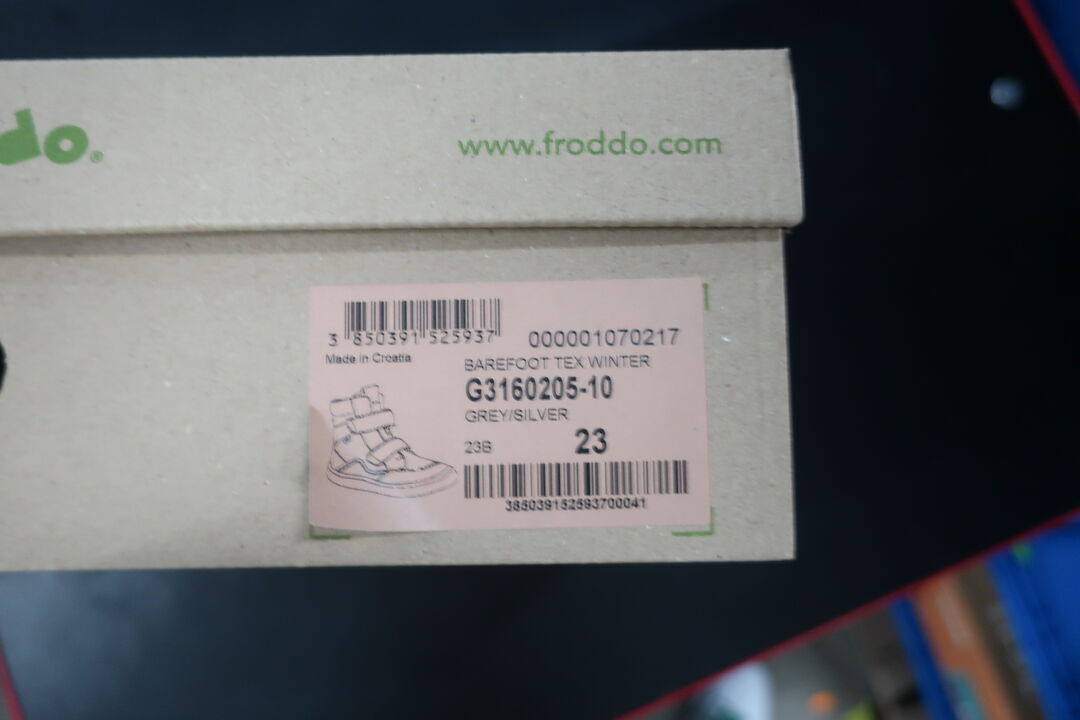 do®
www.froddo.com
3 850391 525937
000001070217
Made in Croatia
BAREFOOT TEX WINTER
G3160205-10
GREY/SILVER
23B 23
385039152593700041